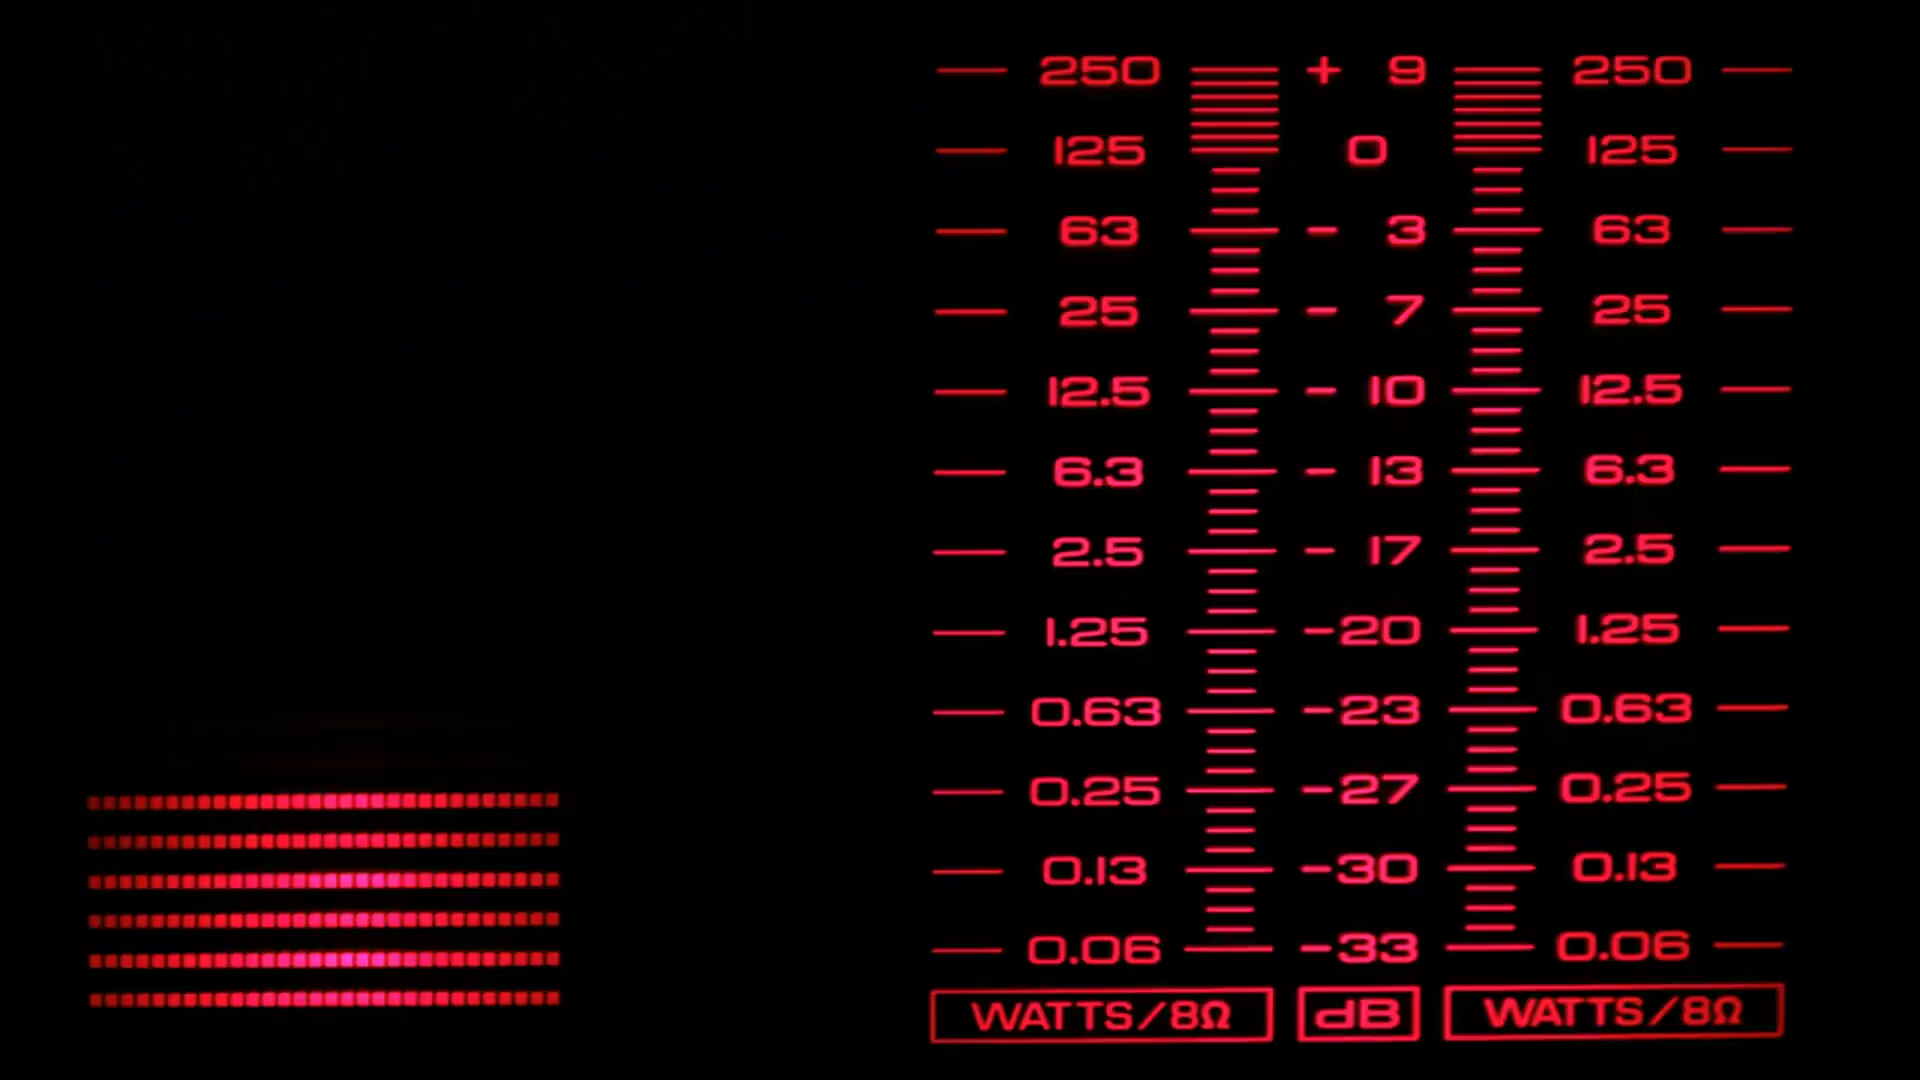 250 + 9 250
125 0 125
63 - 3 63
25 - 7 25
12.5 - 10 12.5
6.3 - 13 6.3
2.5 - 17 2.5
1.25 -20 1.25
0.63 -23 0.63
0.25 -27 0.25
0.13 -30 0.13
0.06 -33 0.06
WATTS/8Ω dB WATTS/8Ω